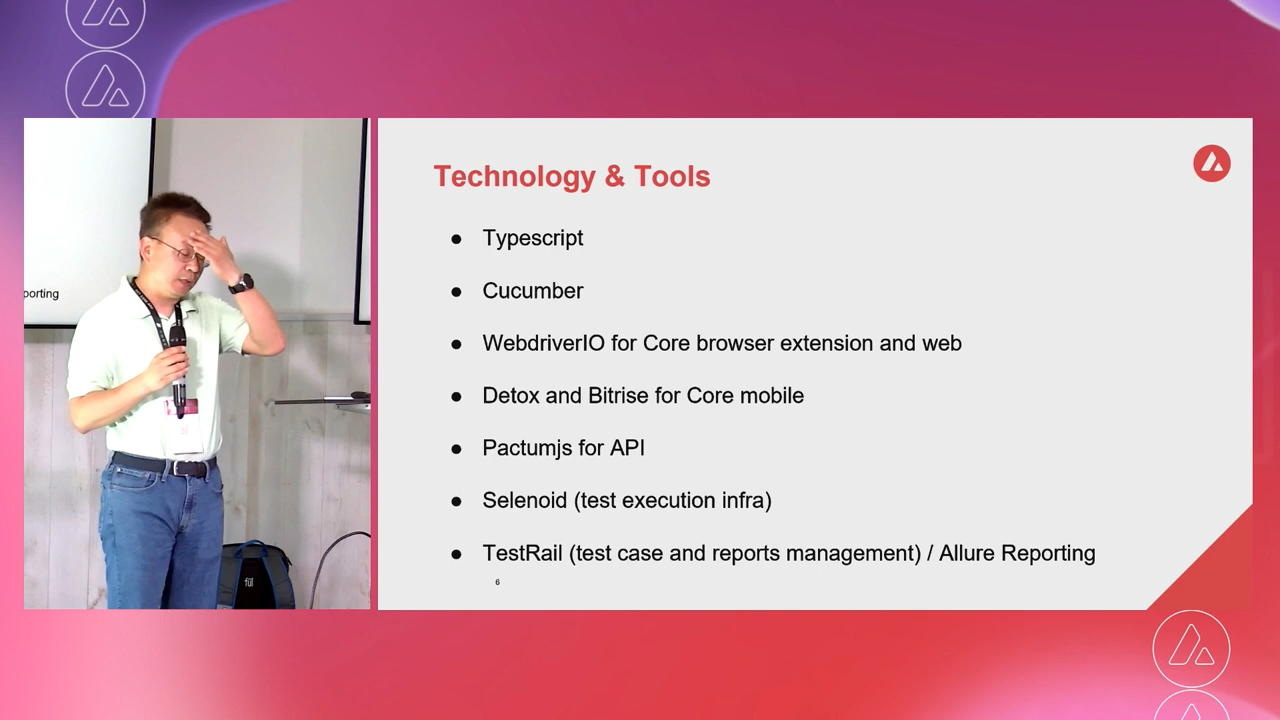 Technology & Tools
● Typescript
● Cucumber
● WebdriverIO for Core browser extension and web
● Detox and Bitrise for Core mobile
● Pactumjs for API
● Selenoid (test execution infra)
● TestRail (test case and reports management) / Allure Reporting
6
porting
fül